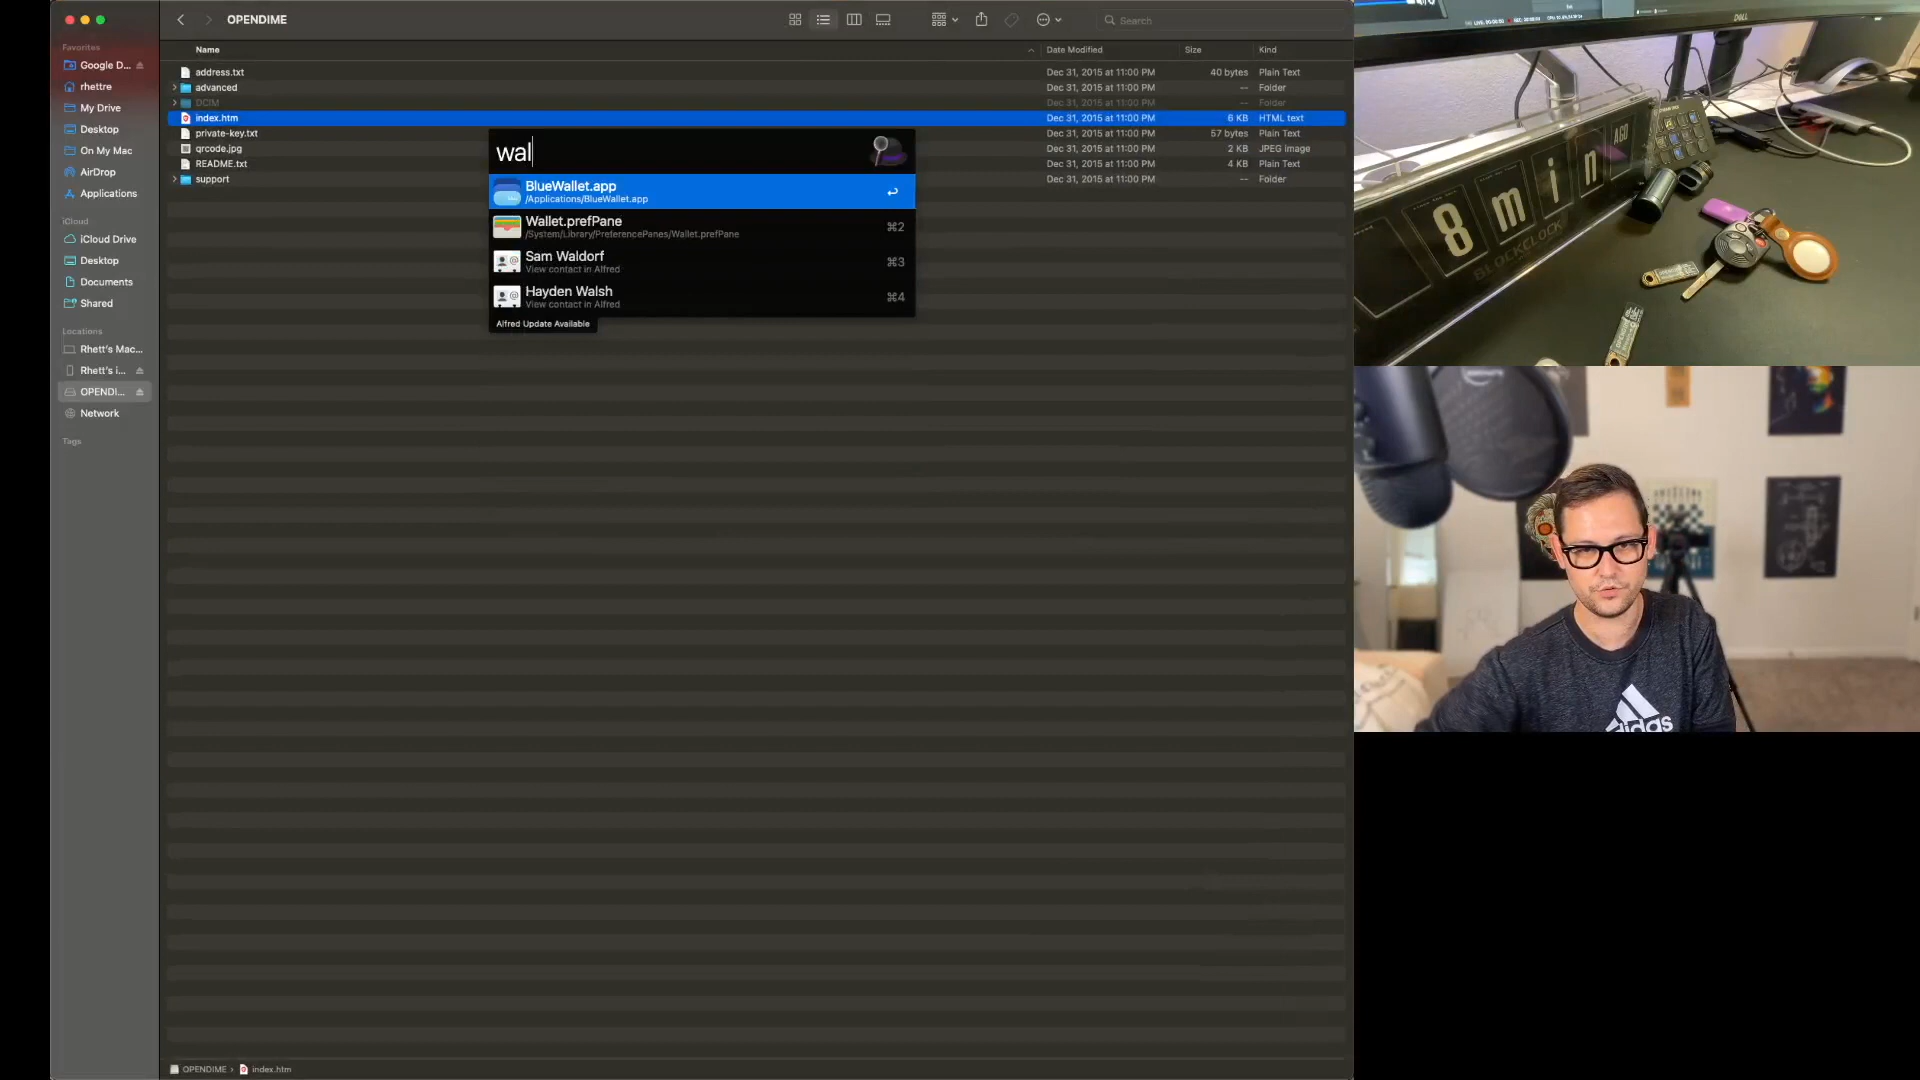 OPENDIME
Search
Favorites
Google D...
rhettre
My Drive
Desktop
On My Mac
AirDrop
Applications
iCloud
iCloud Drive
Desktop
Documents
Shared
Locations
Rhett's Mac...
Rhett's i...
OPENDI...
Network
Tags
Name Date Modified Size Kind
address.txt Dec 31, 2015 at 11:00 PM 40 bytes Plain Text
advanced Dec 31, 2015 at 11:00 PM -- Folder
DCIM Dec 31, 2015 at 11:00 PM -- Folder
index.htm Dec 31, 2015 at 11:00 PM 6 KB HTML text
private-key.txt Dec 31, 2015 at 11:00 PM 57 bytes Plain Text
qrcode.jpg Dec 31, 2015 at 11:00 PM 2 KB JPEG image
README.txt Dec 31, 2015 at 11:00 PM 4 KB Plain Text
support Dec 31, 2015 at 11:00 PM -- Folder
wal
BlueWallet.app
/Applications/BlueWallet.app
Wallet.prefPane ⌘2
/System/Library/PreferencePanes/Wallet.prefPane
Sam Waldorf ⌘3
View contact in Alfred
Hayden Walsh ⌘4
View contact in Alfred
Alfred Update Available
OPENDIME › index.htm
DELL
8 m i n AGO
BLOCKCLOCK
adidas